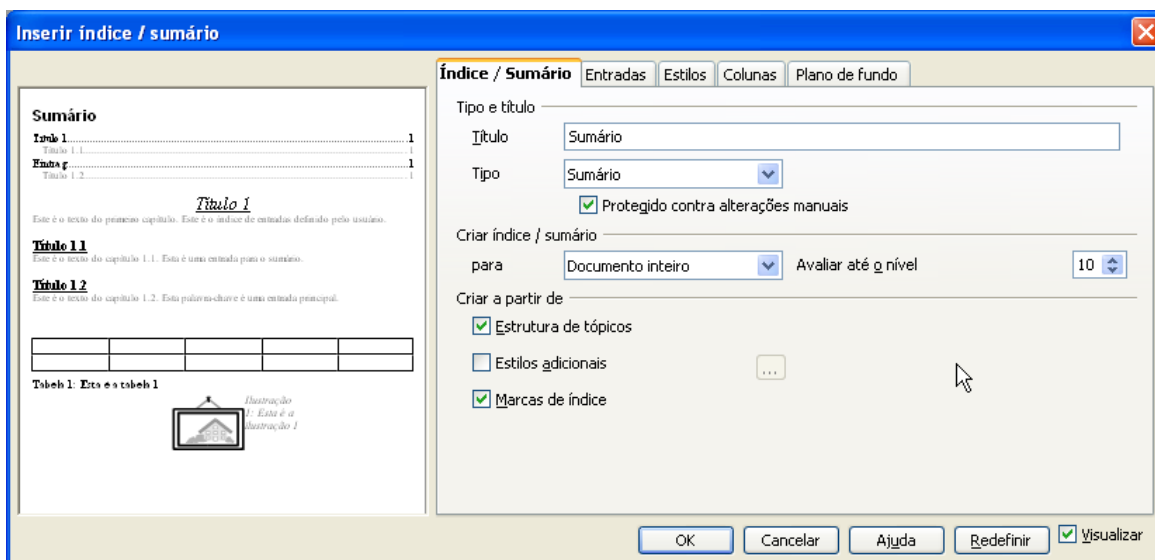 Inserir índice / sumário
Índice / Sumário Entradas Estilos Colunas Plano de fundo
Sumário
Título 1 1
Título 1.1 1
Entra 1
Título 1.2 1
Título 1
Este é o texto do primeiro capítulo. Este é o índice de entradas definido pelo usuário.
Título 1.1
Este é o texto do capítulo 1.1. Esta é uma entrada para o sumário.
Título 1.2
Este é o texto do capítulo 1.2. Esta palavra-chave é uma entrada principal.
Tabela 1: Esta é a tabela 1
Ilustração
1: Esta é a
ilustração 1
Tipo e título
Título Sumário
Tipo Sumário
Protegido contra alterações manuais
Criar índice / sumário
para Documento inteiro Avaliar até o nível 10
Criar a partir de
Estrutura de tópicos
Estilos adicionais ...
Marcas de índice
OK Cancelar Ajuda Redefinir Visualizar